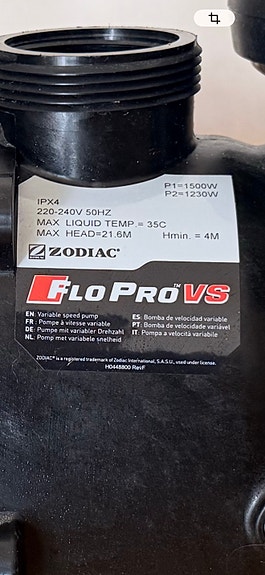 P1=1500W
IPX4
P2=1230W
220-240V 50HZ
MAX LIQUID TEMP.= 35C
MAX HEAD=21.6M Hmin. = 4M
ZODIAC®
FLOPRO™VS
EN: Variable speed pump
FR : Pompe à vitesse variable
DE: Pumpe mit variabler Drehzahl
NL: Pomp met variabele snelheid
ES: Bomba de velocidad variable
PT: Bomba de velocidade variável
IT : Pompa a velocità variabile
ZODIAC® is a registered trademark of Zodiac International, S.A.S.U., used under license.
H0448800 RevF